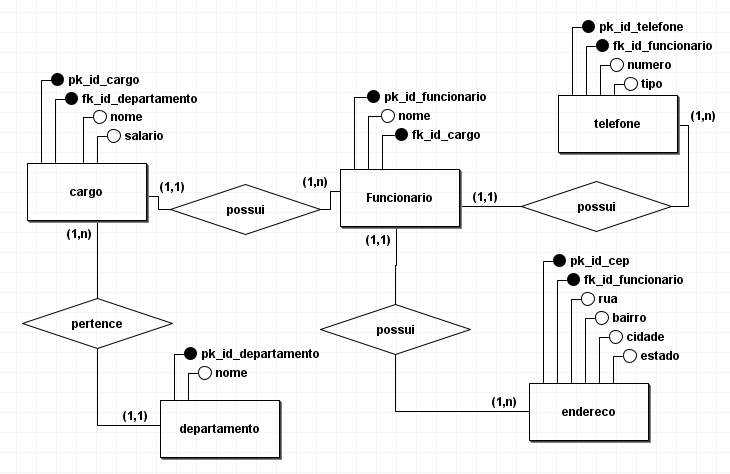 pk_id_telefone
fk_id_funcionario
numero
tipo
telefone
(1,n)
pk_id_cargo
fk_id_departamento
nome
salario
cargo
(1,1)
possui
(1,n)
pk_id_funcionario
nome
fk_id_cargo
Funcionario
(1,1)
possui
(1,n)
(1,1)
pertence
possui
pk_id_cep
fk_id_funcionario
rua
bairro
cidade
estado
endereco
(1,n)
pk_id_departamento
nome
departamento
(1,1)